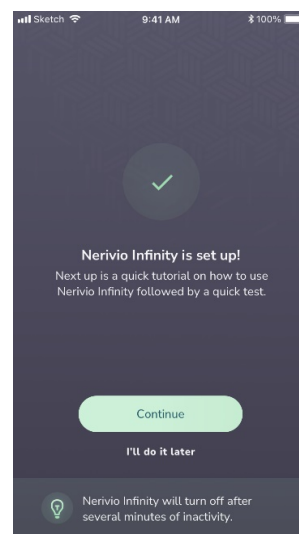 Sketch 9:41 AM 100%
Nerivio Infinity is set up!
Next up is a quick tutorial on how to use
Nerivio Infinity followed by a quick test.
Continue
I'll do it later
Nerivio Infinity will turn off after
several minutes of inactivity.